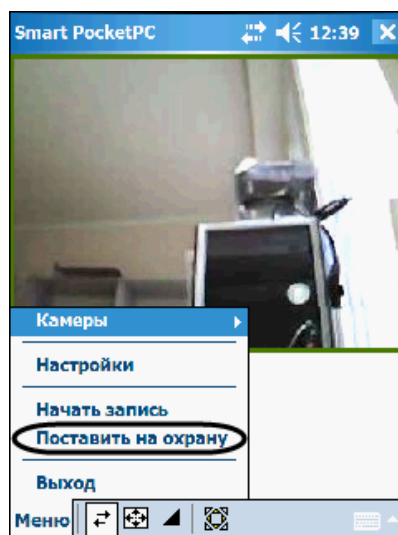 Smart PocketPC 12:39
Камеры
Настройки
Начать запись
Поставить на охрану
Выход
Меню